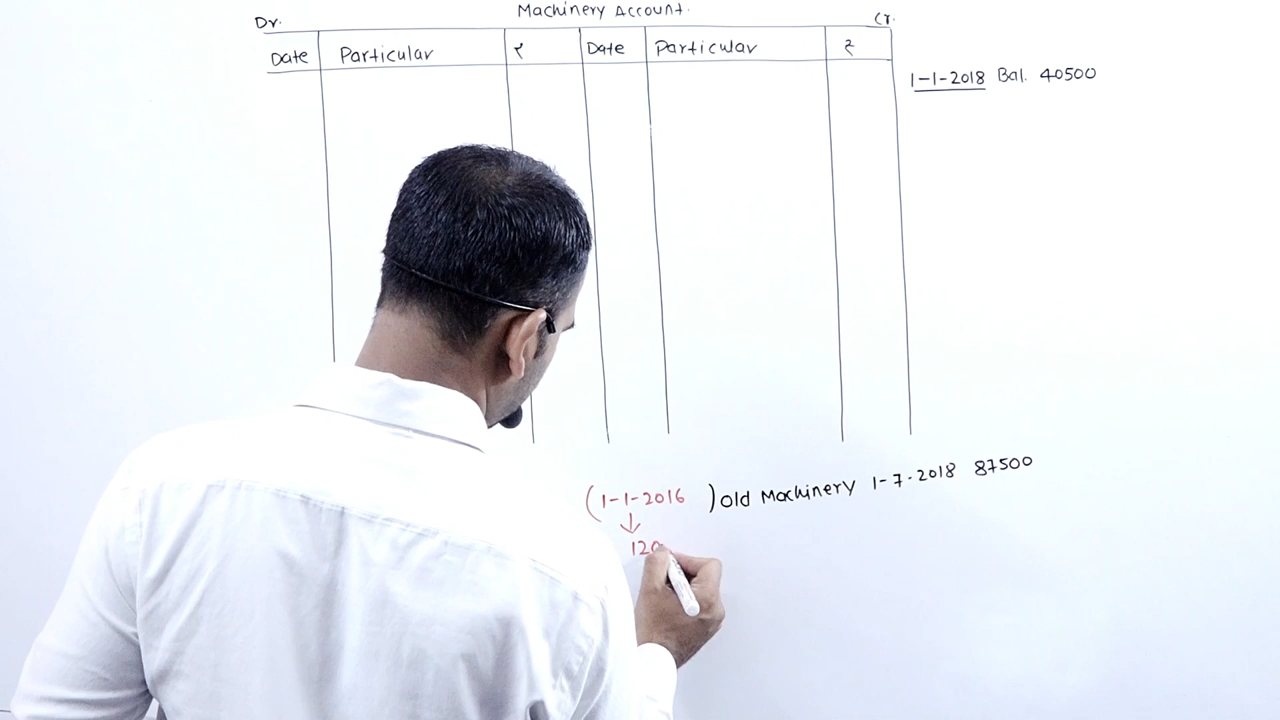 Machinery Account.
Dr. Cr.
Date Particular ₹ Date Particular ₹
1-1-2018 Bal. 40500
(1-1-2016 ) Old Machinery 1-7-2018 87500
↓
120